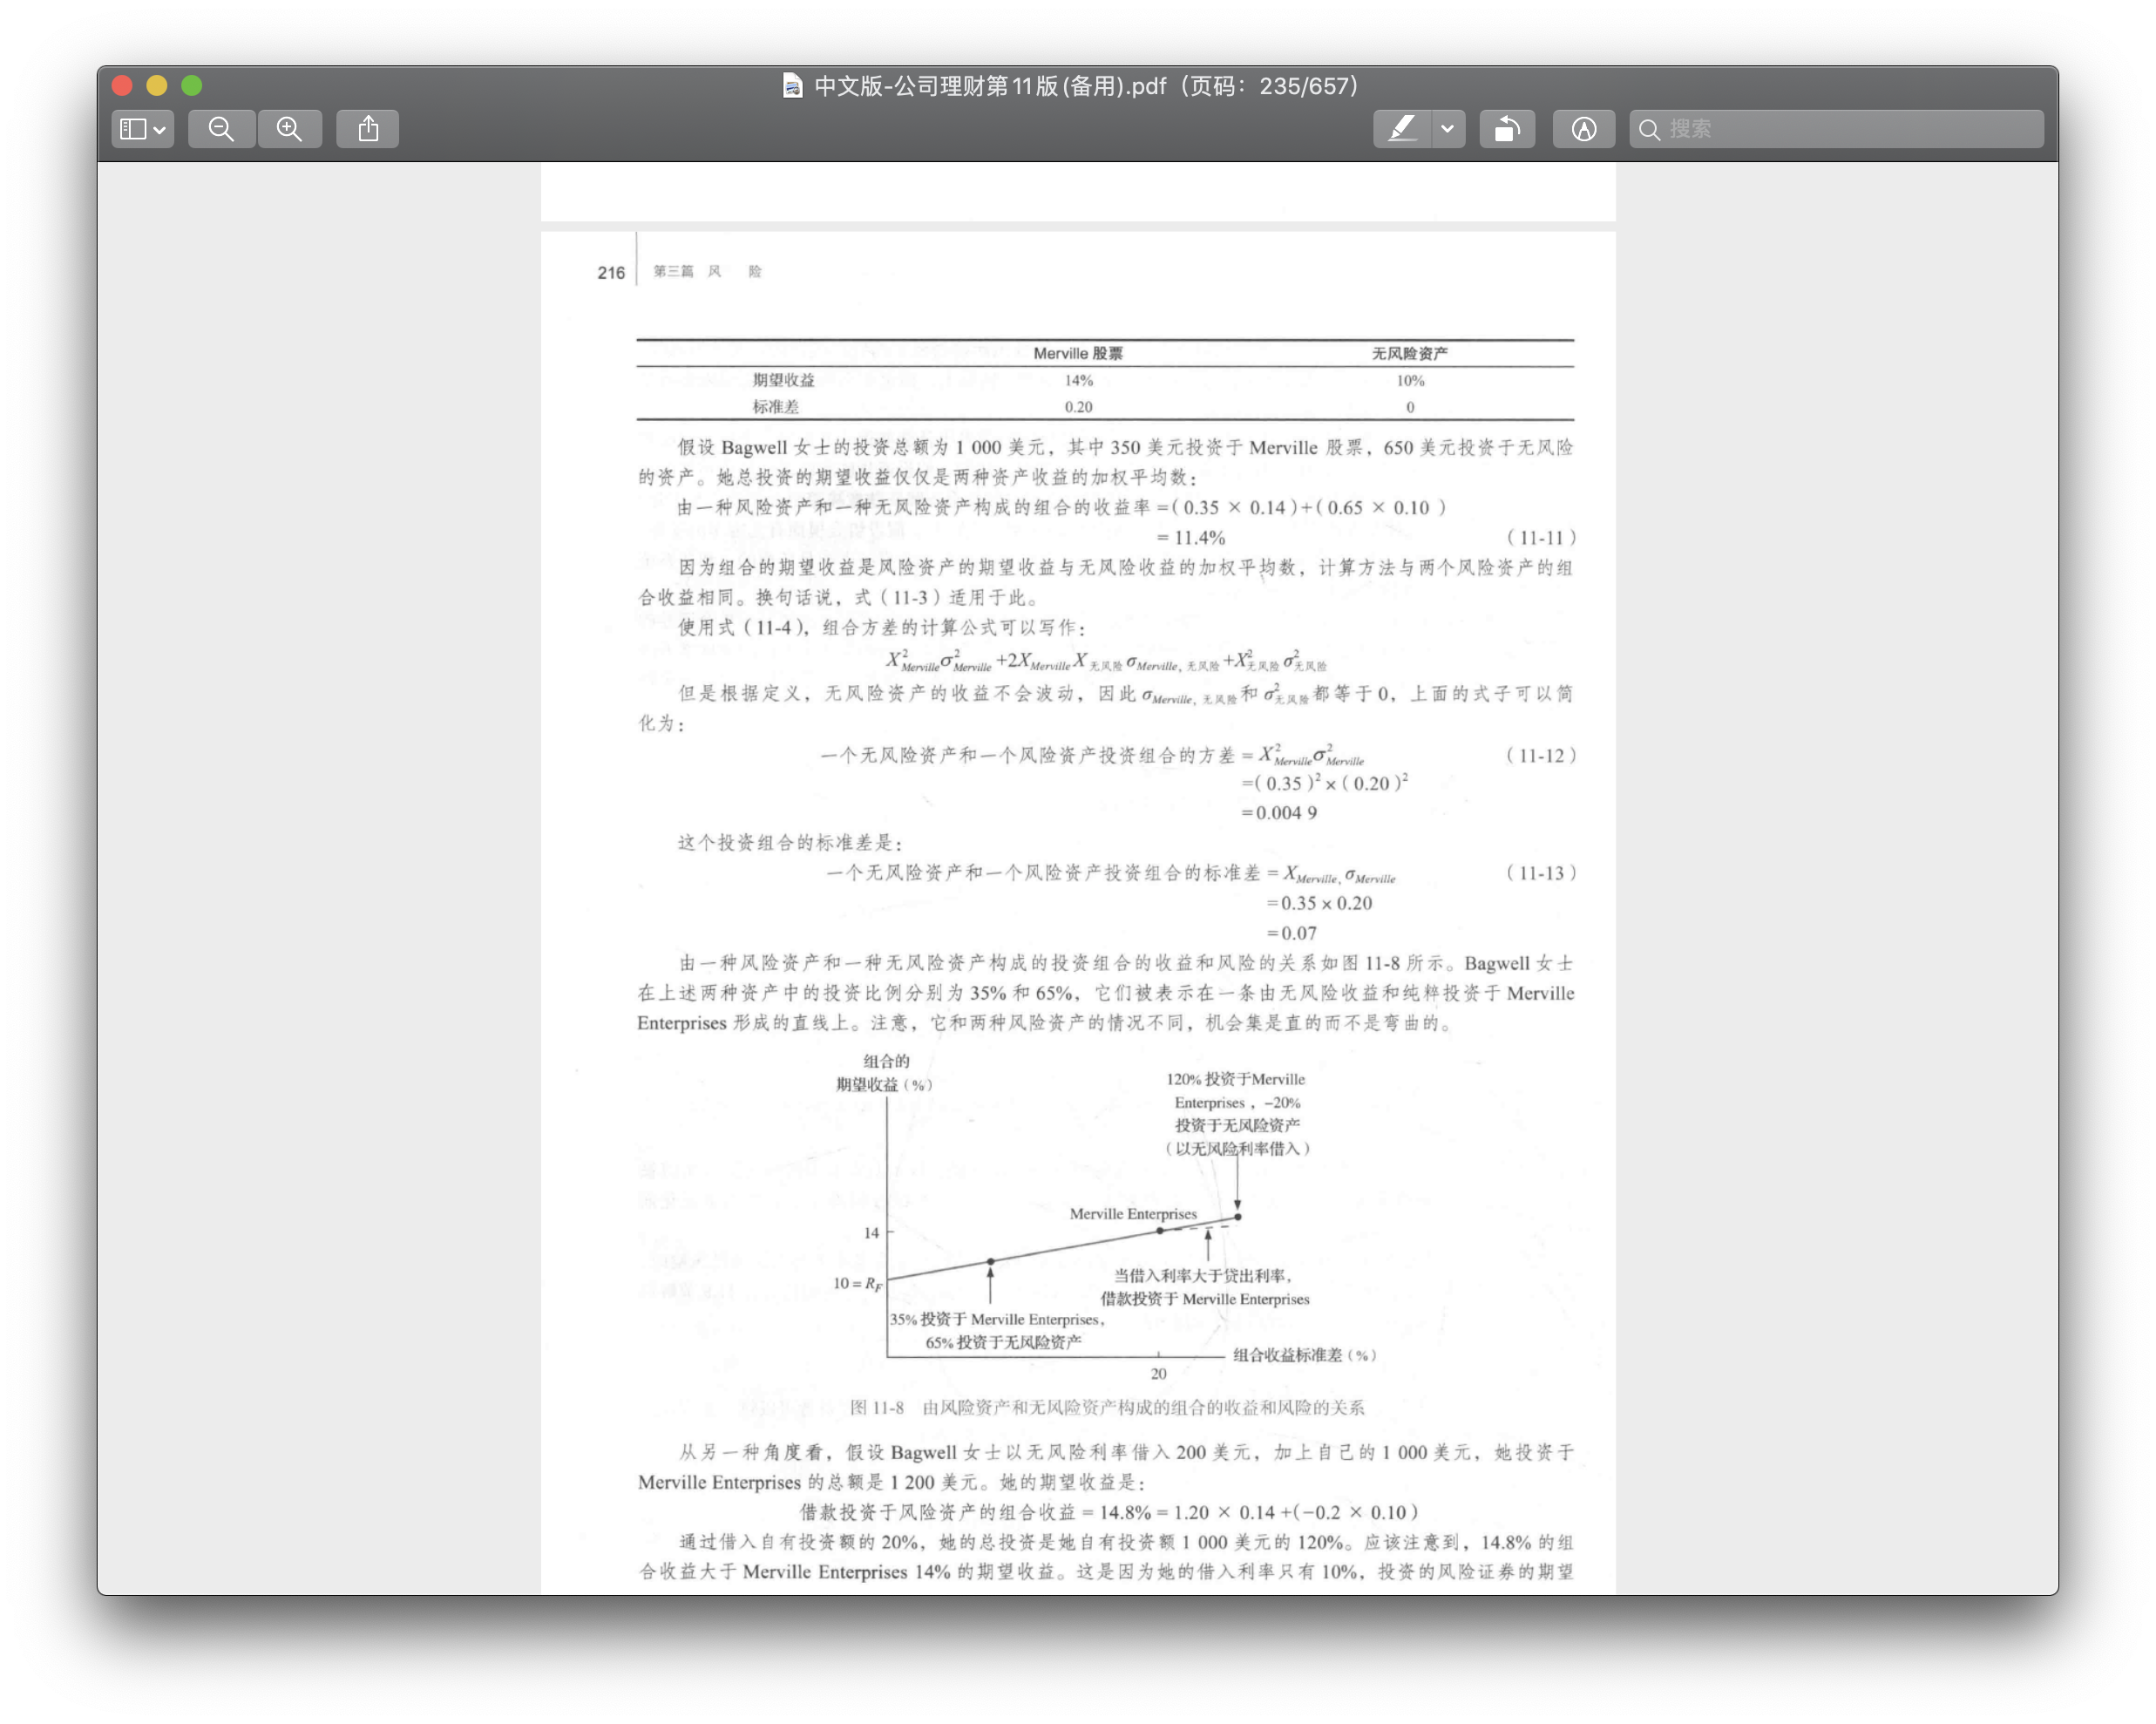 中文版-公司理财第11版(备用).pdf（页码：235/657）
搜索
216 第三篇 风 险
Merville 股票 无风险资产
期望收益 14% 10%
标准差 0.20 0
假设 Bagwell 女士的投资总额为 1 000 美元，其中 350 美元投资于 Merville 股票，650 美元投资于无风险
的资产。她总投资的期望收益仅仅是两种资产收益的加权平均数：
由一种风险资产和一种无风险资产构成的组合的收益率 =( 0.35 × 0.14 )+( 0.65 × 0.10 )
= 11.4% （11-11）
因为组合的期望收益是风险资产的期望收益与无风险收益的加权平均数，计算方法与两个风险资产的组
合收益相同。换句话说，式（11-3）适用于此。
使用式（11-4），组合方差的计算公式可以写作：
X²Merville σ²Merville +2XMerville X无风险 σMerville, 无风险 +X²无风险 σ²无风险
但是根据定义，无风险资产的收益不会波动，因此 σMerville, 无风险 和 σ²无风险 都等于 0，上面的式子可以简
化为：
一个无风险资产和一个风险资产投资组合的方差 = X²Merville σ²Merville （11-12）
=( 0.35 )² × ( 0.20 )²
= 0.004 9
这个投资组合的标准差是：
一个无风险资产和一个风险资产投资组合的标准差 = XMerville, σMerville （11-13）
= 0.35 × 0.20
= 0.07
由一种风险资产和一种无风险资产构成的投资组合的收益和风险的关系如图 11-8 所示。Bagwell 女士
在上述两种资产中的投资比例分别为 35% 和 65%，它们被表示在一条由无风险收益和纯粹投资于 Merville
Enterprises 形成的直线上。注意，它和两种风险资产的情况不同，机会集是直的而不是弯曲的。
组合的
期望收益（%）
120% 投资于Merville
Enterprises，-20%
投资于无风险资产
（以无风险利率借入）
Merville Enterprises
14
10 = RF
当借入利率大于贷出利率，
借款投资于 Merville Enterprises
35% 投资于 Merville Enterprises，
65% 投资于无风险资产
组合收益标准差（%）
20
图 11-8 由风险资产和无风险资产构成的组合的收益和风险的关系
从另一种角度看，假设 Bagwell 女士以无风险利率借入 200 美元，加上自己的 1 000 美元，她投资于
Merville Enterprises 的总额是 1 200 美元。她的期望收益是：
借款投资于风险资产的组合收益 = 14.8% = 1.20 × 0.14 +(−0.2 × 0.10 )
通过借入自有投资额的 20%，她的总投资是她自有投资额 1 000 美元的 120%。应该注意到，14.8% 的组
合收益大于 Merville Enterprises 14% 的期望收益。这是因为她的借入利率只有 10%，投资的风险证券的期望